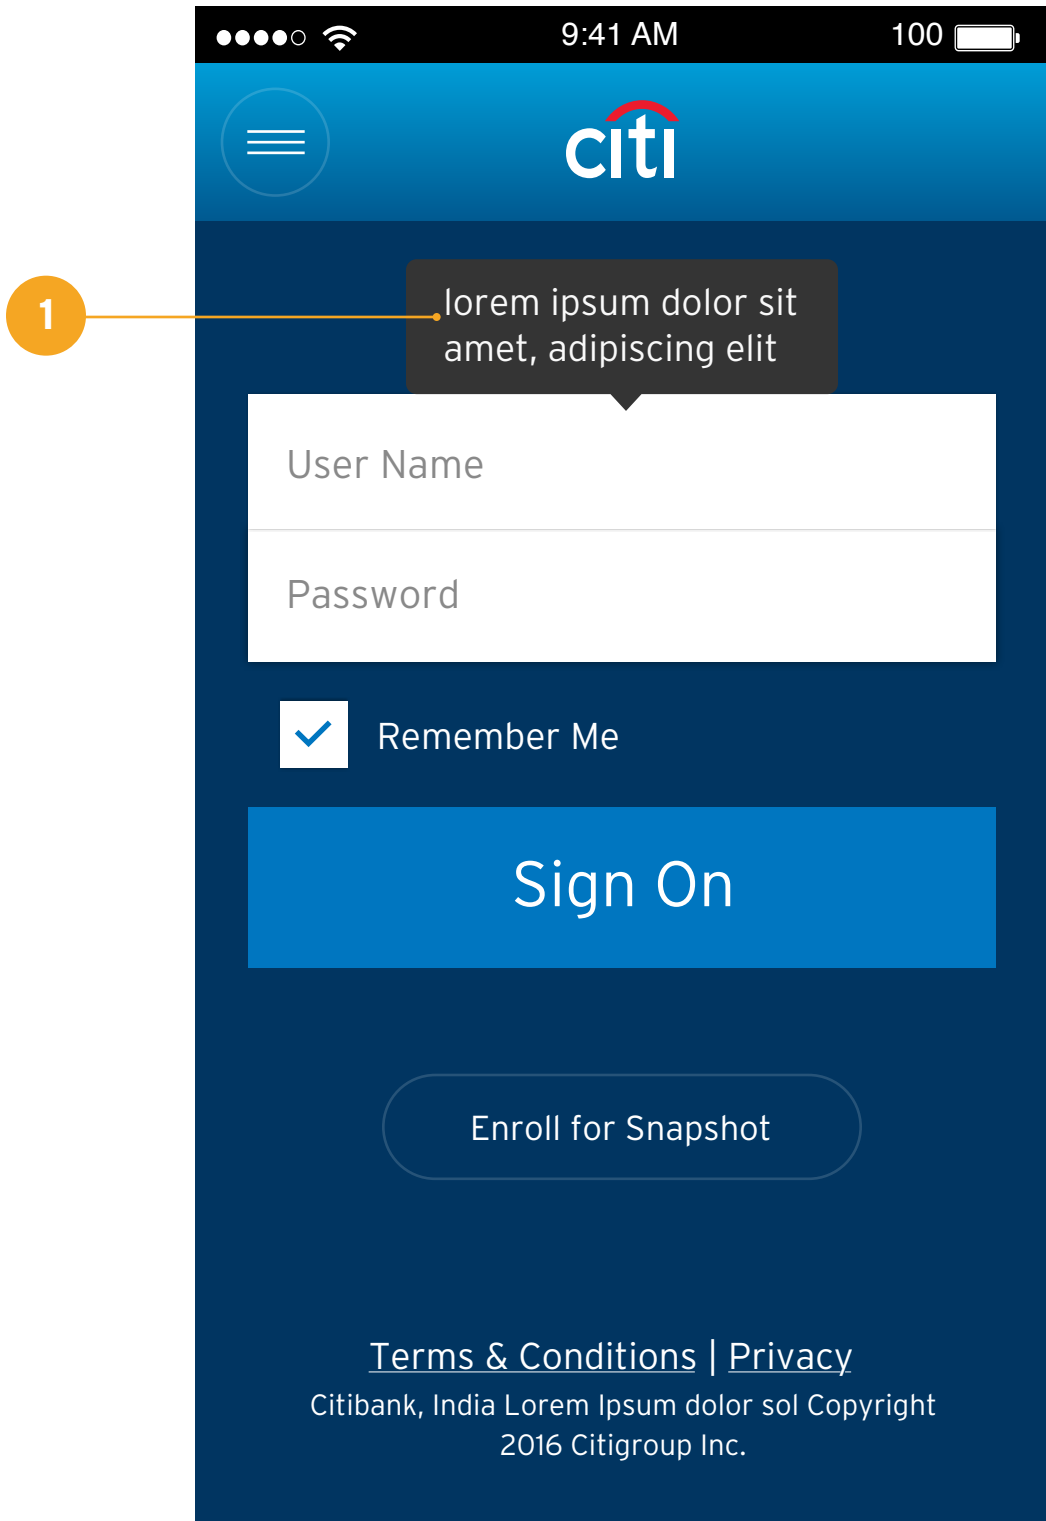 9:41 AM 100
citi
1
lorem ipsum dolor sit
amet, adipiscing elit
User Name
Password
Remember Me
Sign On
Enroll for Snapshot
Terms & Conditions | Privacy
Citibank, India Lorem Ipsum dolor sol Copyright
2016 Citigroup Inc.